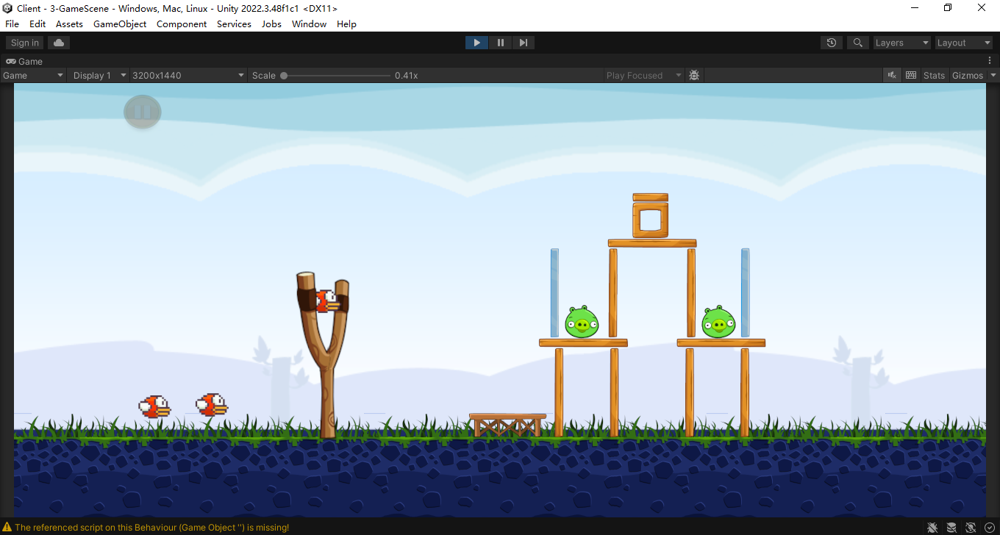 Client - 3-GameScene - Windows, Mac, Linux - Unity 2022.3.48f1c1 <DX11>
File Edit Assets GameObject Component Services Jobs Window Help
Sign in Layers Layout
Game
Game Display 1 3200x1440 Scale 0.41x Play Focused Stats Gizmos
The referenced script on this Behaviour (Game Object '') is missing!